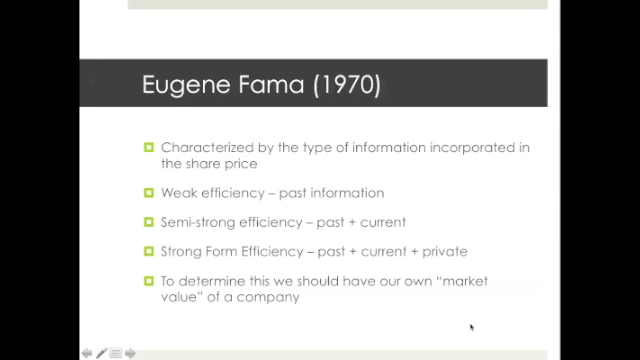 Eugene Fama (1970)
Characterized by the type of information incorporated in
the share price
Weak efficiency – past information
Semi-strong efficiency – past + current
Strong Form Efficiency – past + current + private
To determine this we should have our own “market
value” of a company